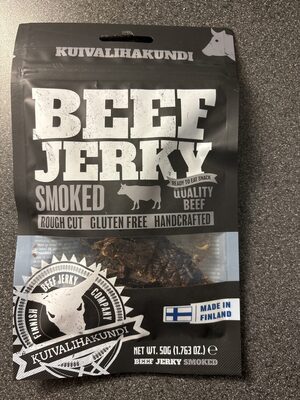 KUIVALIHAKUNDI
BEEF
JERKY
READY TO EAT SNACK
SMOKED
QUALITY
BEEF
ROUGH CUT GLUTEN FREE HANDCRAFTED
FINNISH BEEF JERKY COMPANY
KUIVALIHAKUNDI
MADE IN
FINLAND
NET WT. 50G (1.763 OZ.) ℮
BEEF JERKY SMOKED